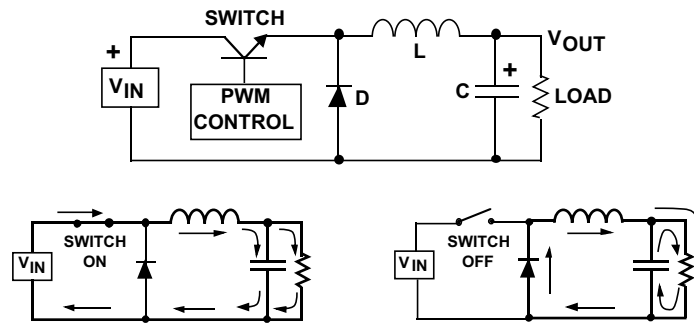 SWITCH
+
VIN
PWM
CONTROL
D
L
C
+
VOUT
LOAD
VIN
SWITCH
ON
VIN
SWITCH
OFF